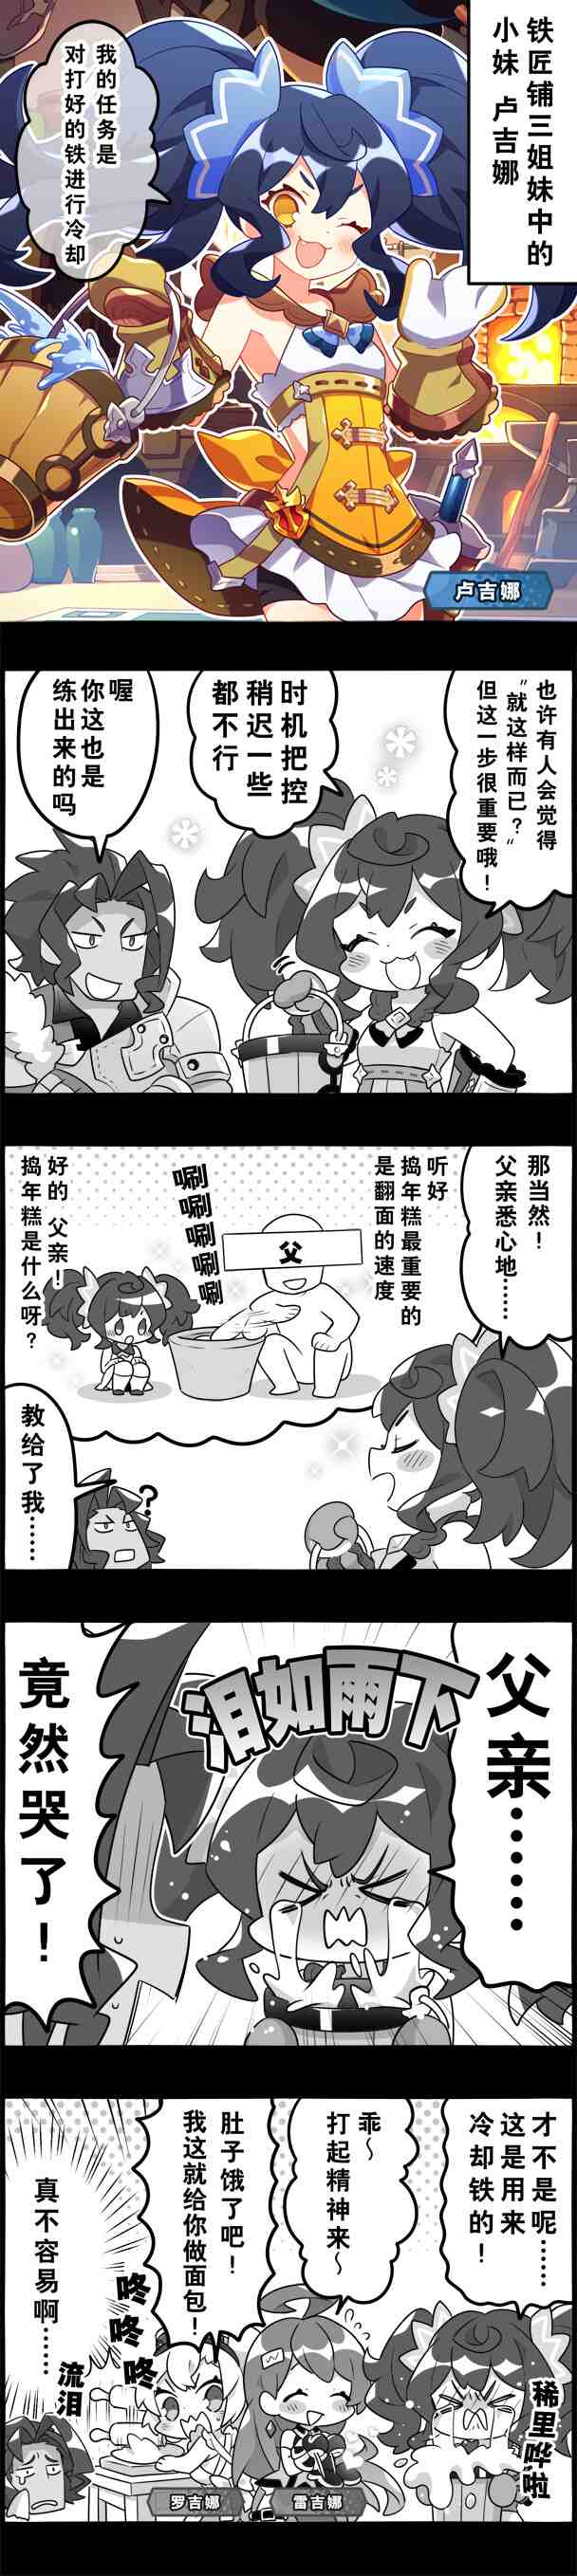 铁匠铺三姐妹中的
小妹 卢吉娜
我的任务是
对打好的铁进行冷却
卢吉娜
也许有人会觉得
“就这样而已？”
但这一步很重要哦！
时机把控
稍迟一些
都不行
喔
你这也是
练出来的吗
那当然！
父亲悉心地……
听好
捣年糕最重要的
是翻面的速度
唰唰唰唰唰
父
好的 父亲！
捣年糕是什么呀？
教给了我……
?
父亲……
泪如雨下
竟然哭了！
才不是呢……
这是用来
冷却铁的！
稀里哗啦
乖～
打起精神来～
肚子饿了吧！
我这就给你做面包！
咚咚咚
真不容易啊……
流泪
罗吉娜
雷吉娜